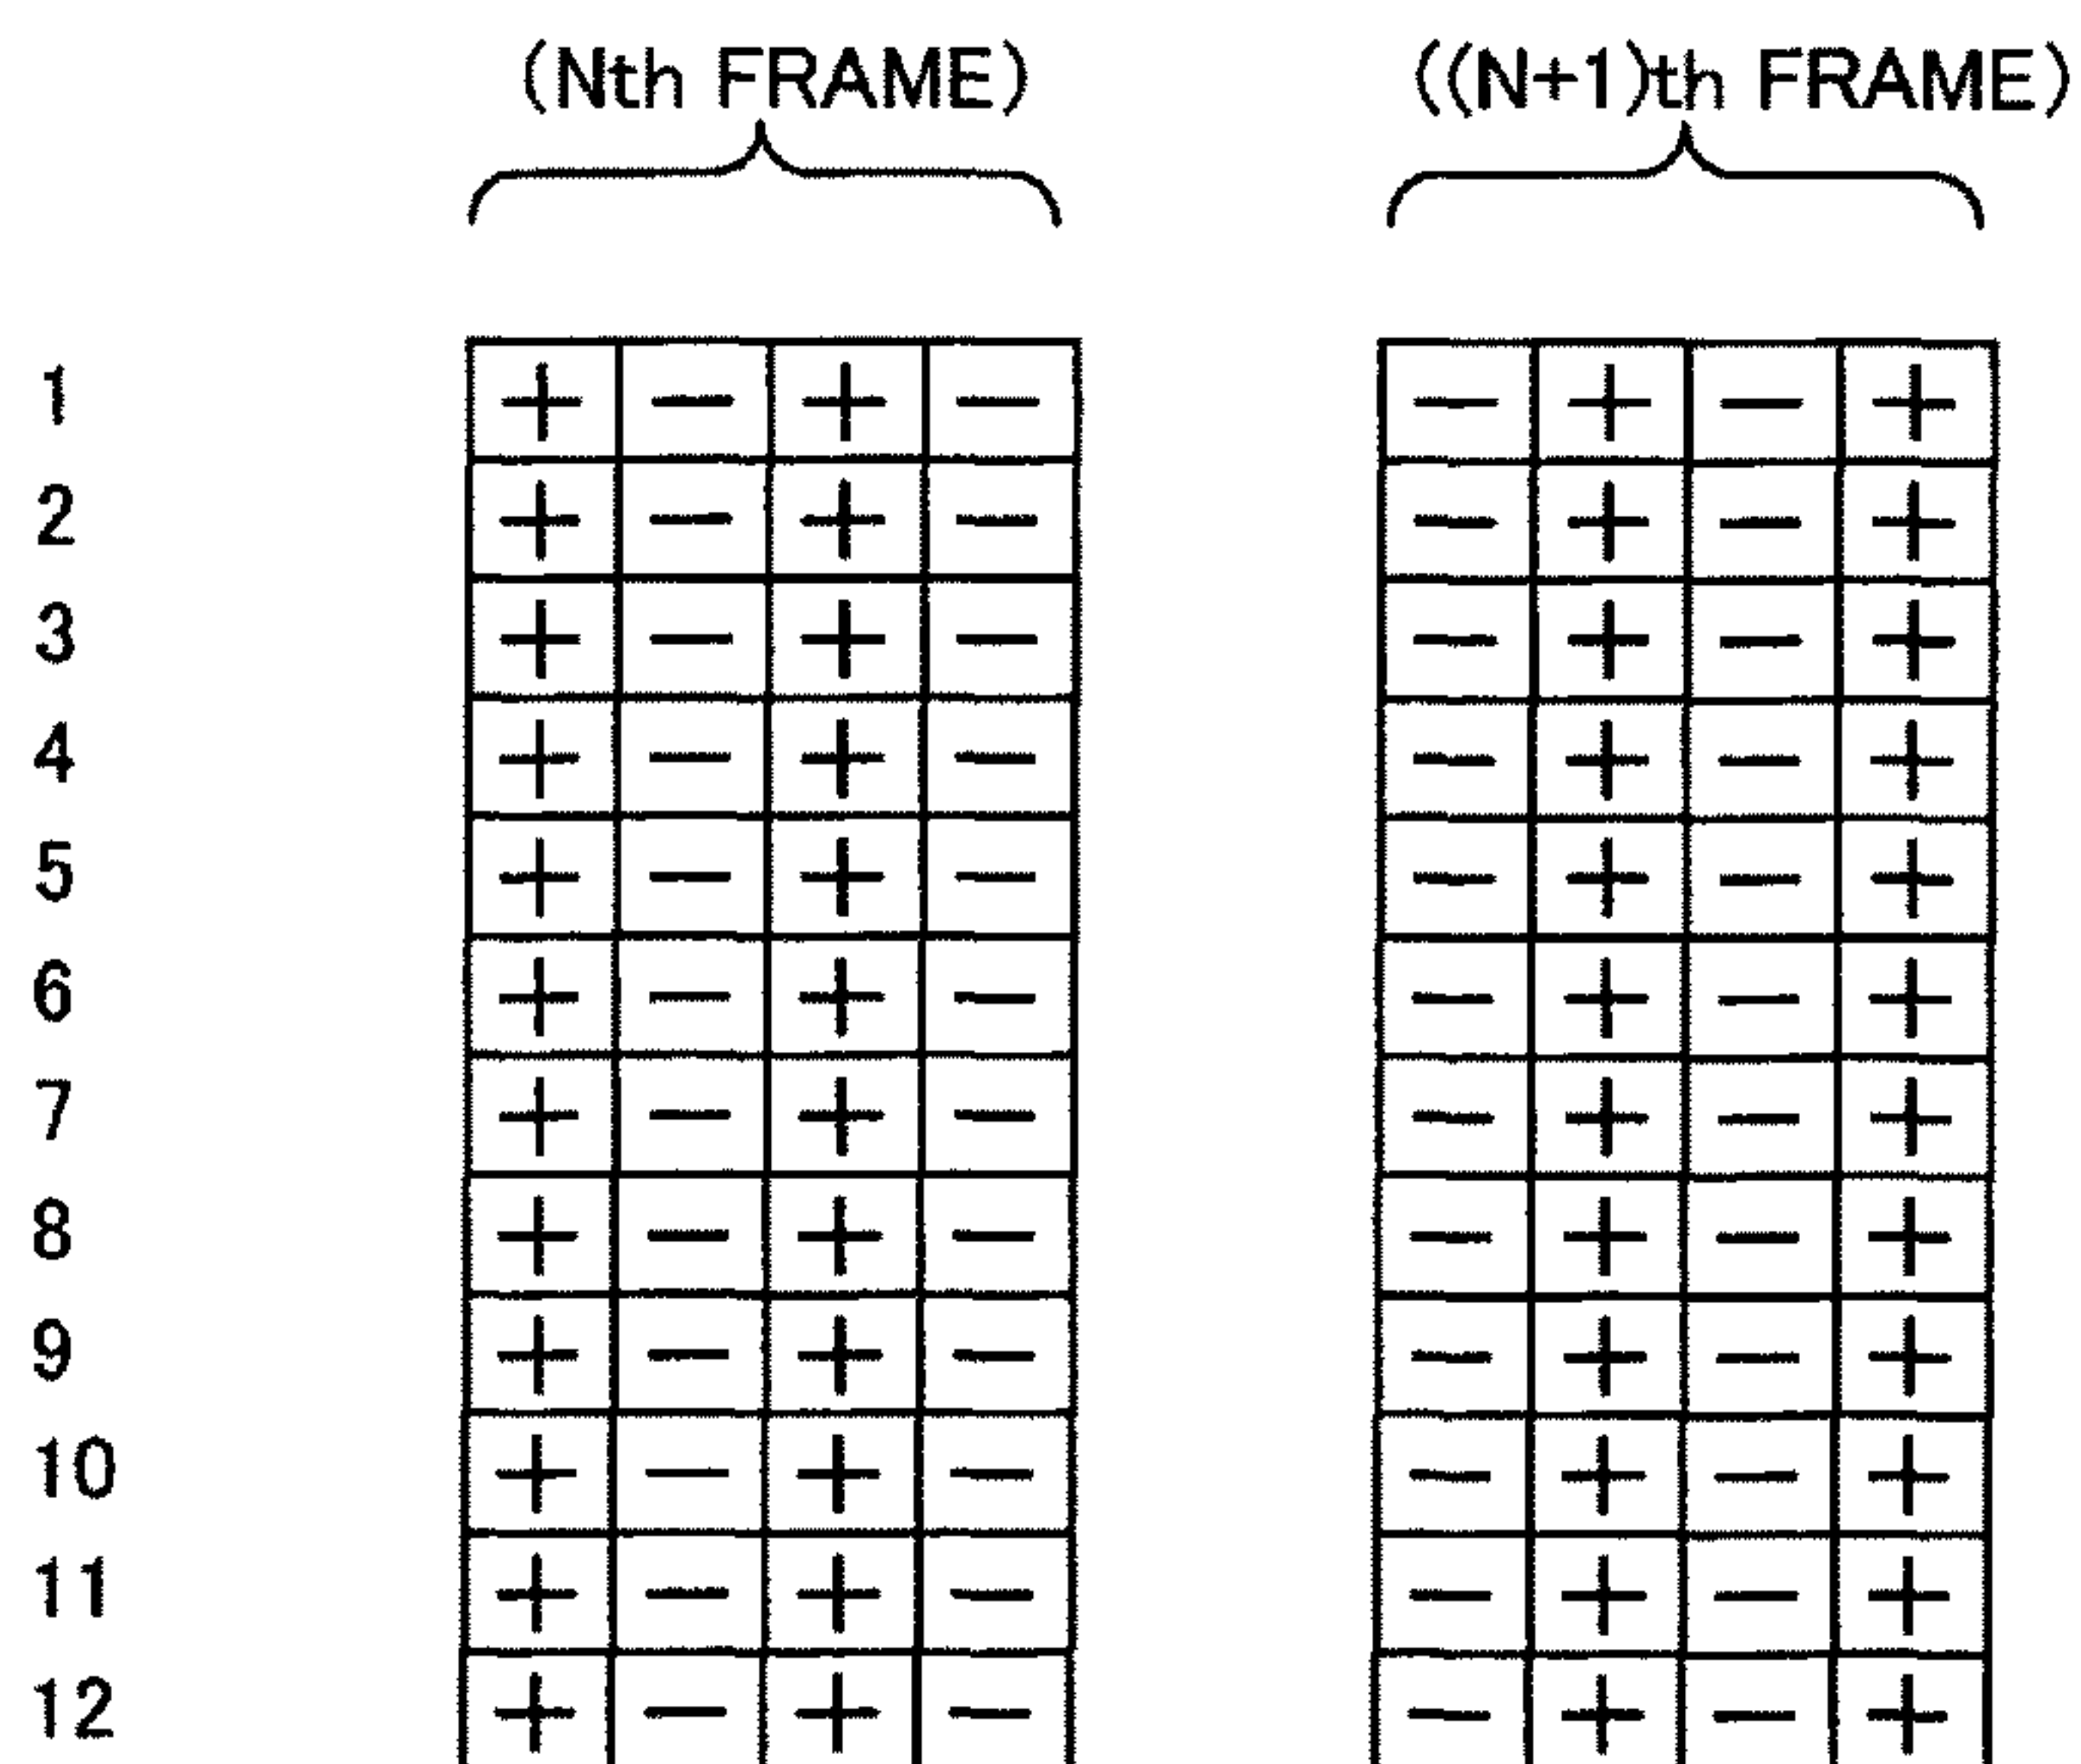 (Nth FRAME) ((N+1)th FRAME)
1 + − + − − + − +
2 + − + − − + − +
3 + − + − − + − +
4 + − + − − + − +
5 + − + − − + − +
6 + − + − − + − +
7 + − + − − + − +
8 + − + − − + − +
9 + − + − − + − +
10 + − + − − + − +
11 + − + − − + − +
12 + − + − − + − +